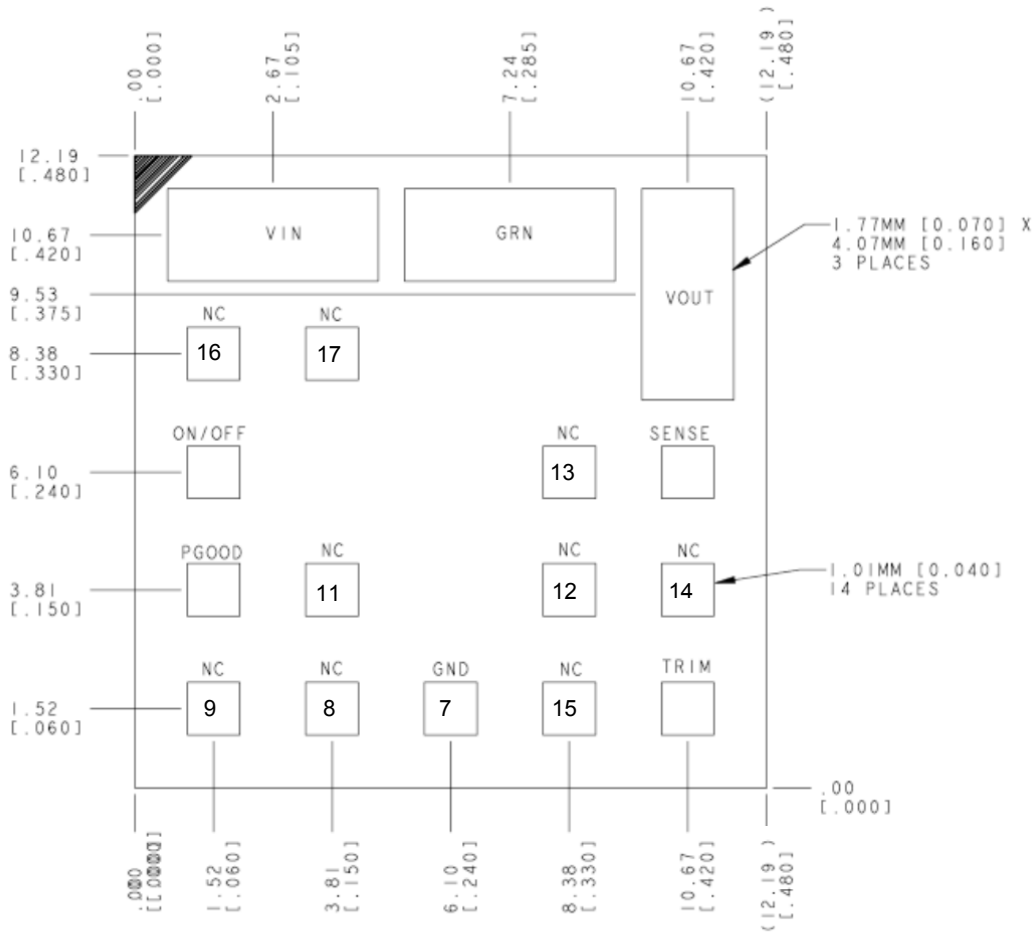 .00
[.000]
2.67
[.105]
7.24
[.285]
10.67
[.420]
(12.19 )
[.480]
12.19
[.480]
10.67
[.420]
VIN
GRN
VOUT
1.77MM [0.070] X
4.07MM [0.160]
3 PLACES
9.53
[.375]
NC
NC
8.38
[.330]
16
17
ON/OFF
NC
SENSE
6.10
[.240]
13
PGOOD
NC
NC
NC
3.81
[.150]
11
12
14
1.01MM [0.040]
14 PLACES
NC
NC
GND
NC
TRIM
1.52
[.060]
9
8
7
15
.00
[.000]
1.52
[.060]
3.81
[.150]
6.10
[.240]
8.38
[.330]
10.67
[.420]
(12.19 )
[.480]